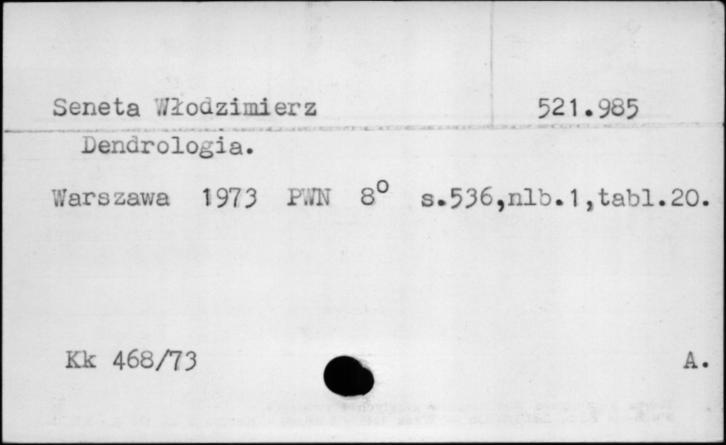 Seneta Włodzimierz 521.985
Dendrologia.
Warszawa 1973 PWN 8° s.536,nlb.1,tabl.20.
Kk 468/73 A.